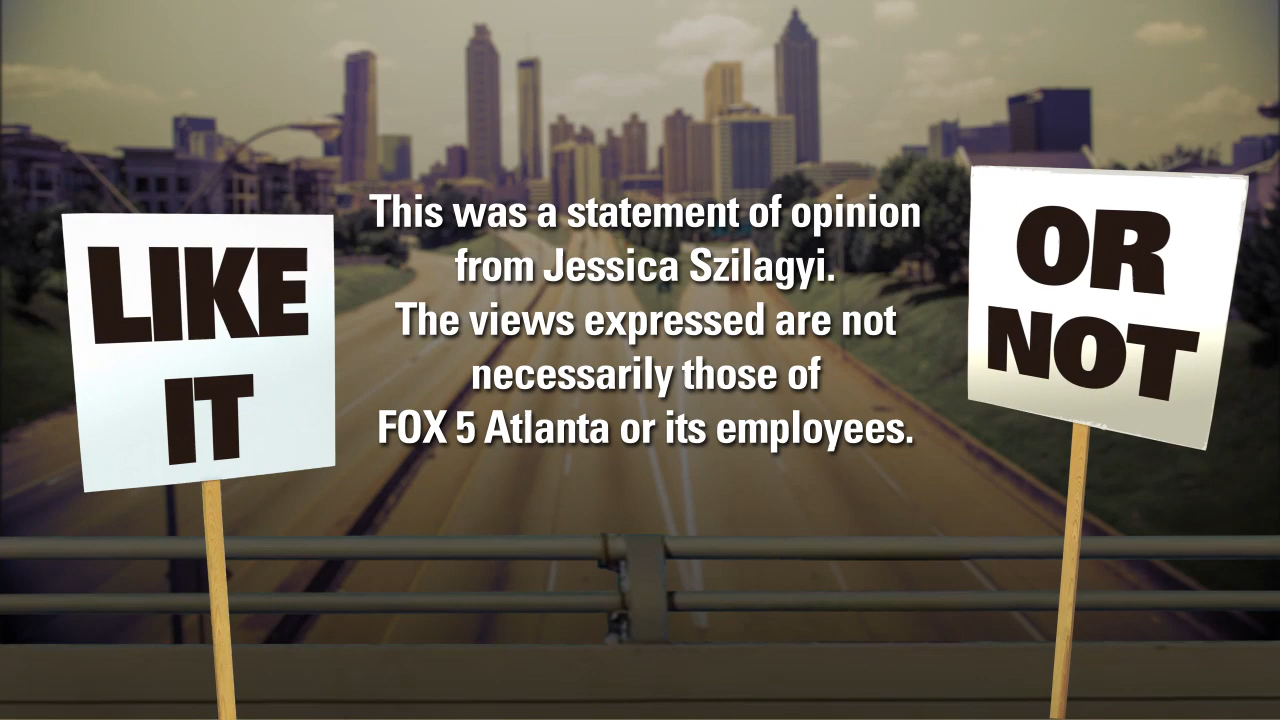 LIKE
IT
This was a statement of opinion
from Jessica Szilagyi.
The views expressed are not
necessarily those of
FOX 5 Atlanta or its employees.
OR
NOT